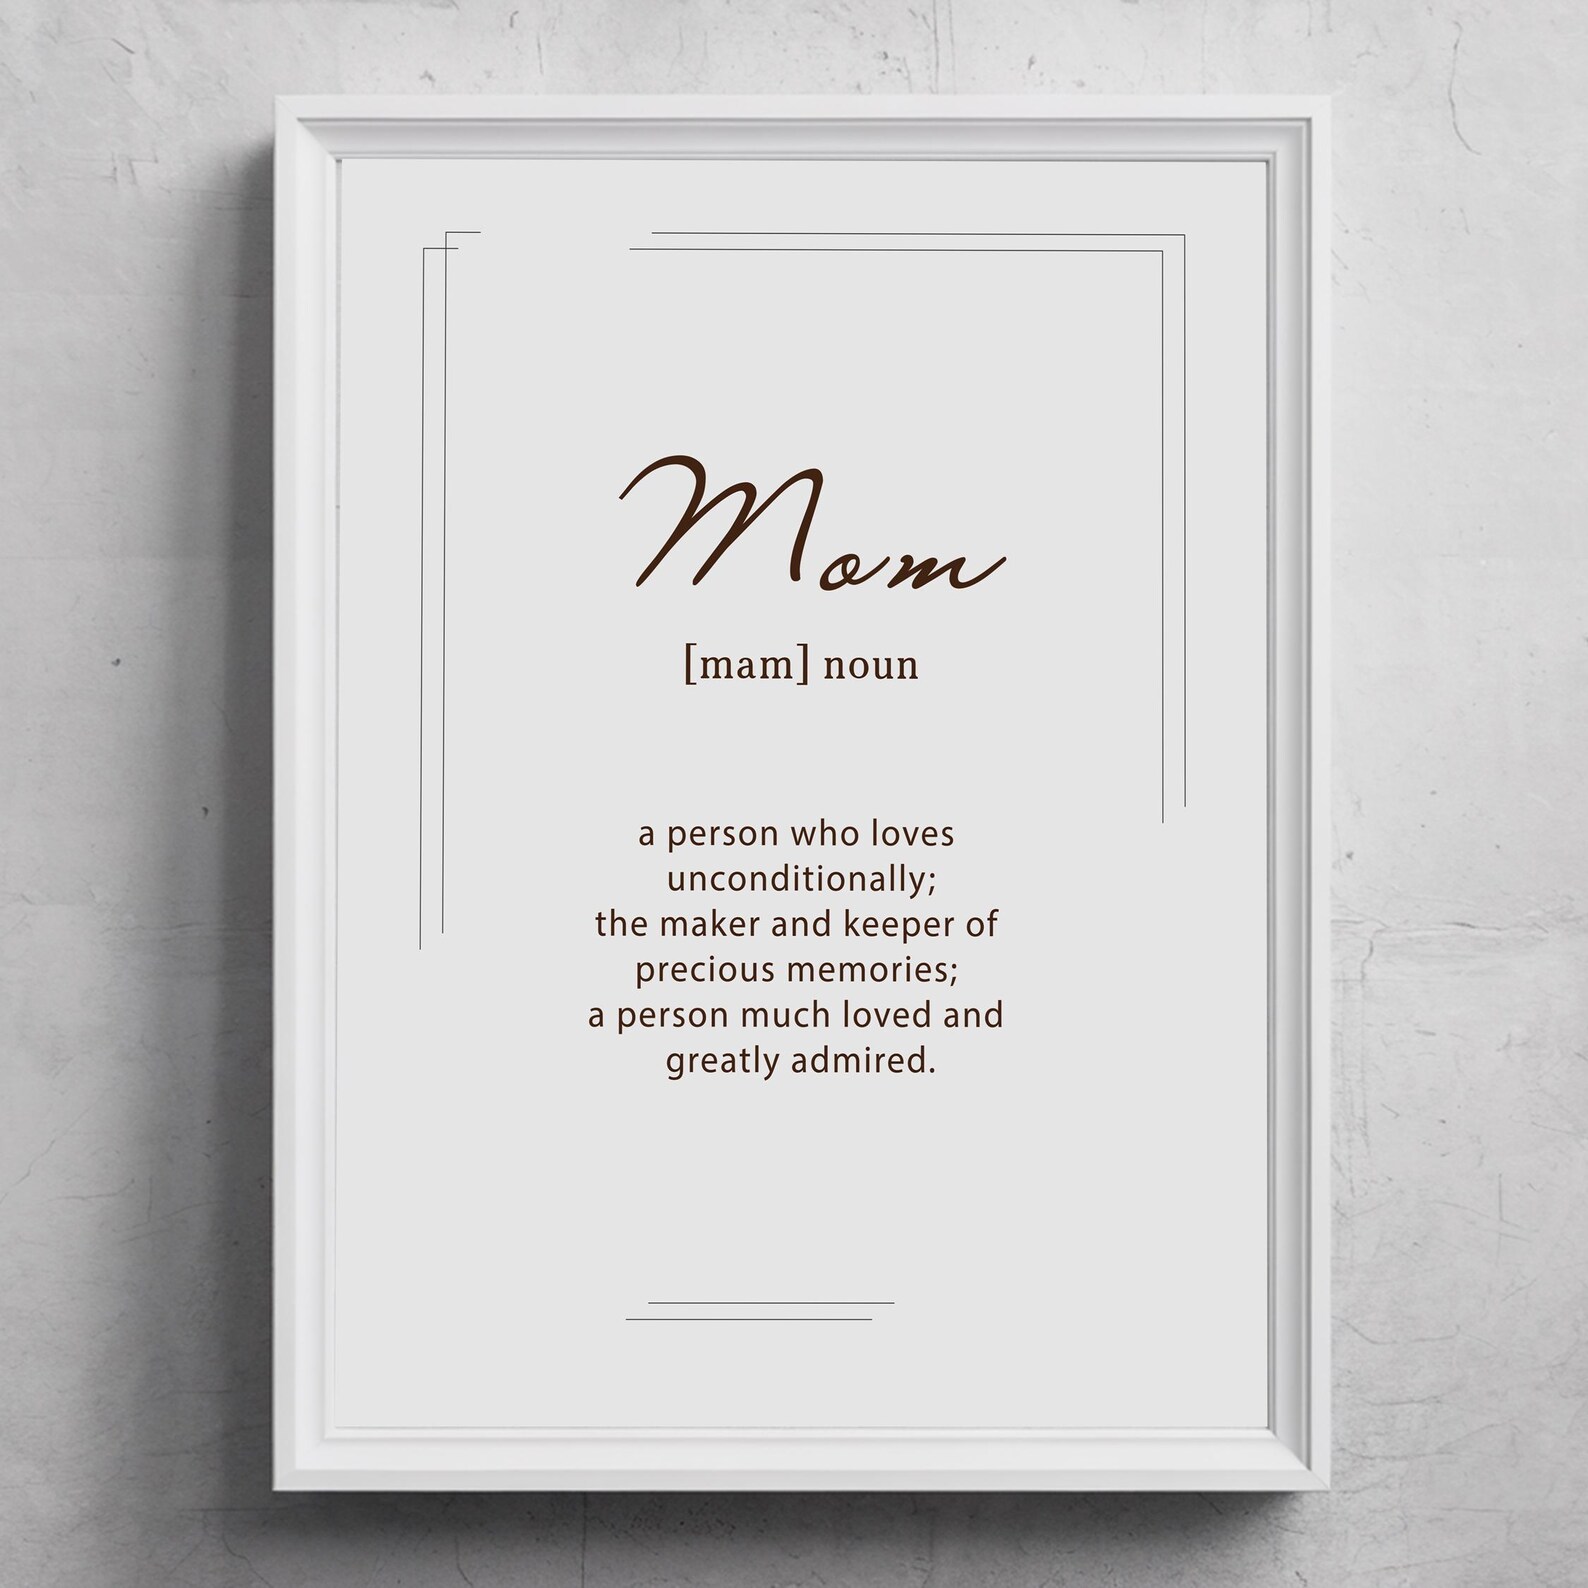 Mom
[mam] noun
a person who loves
unconditionally;
the maker and keeper of
precious memories;
a person much loved and
greatly admired.